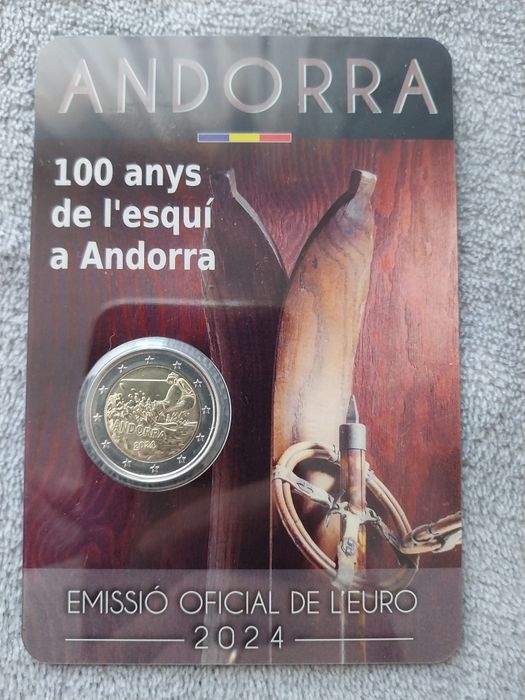 ANDORRA
100 anys
de l'esquí
a Andorra
ANDORRA
2024
EMISSIÓ OFICIAL DE L'EURO
2024